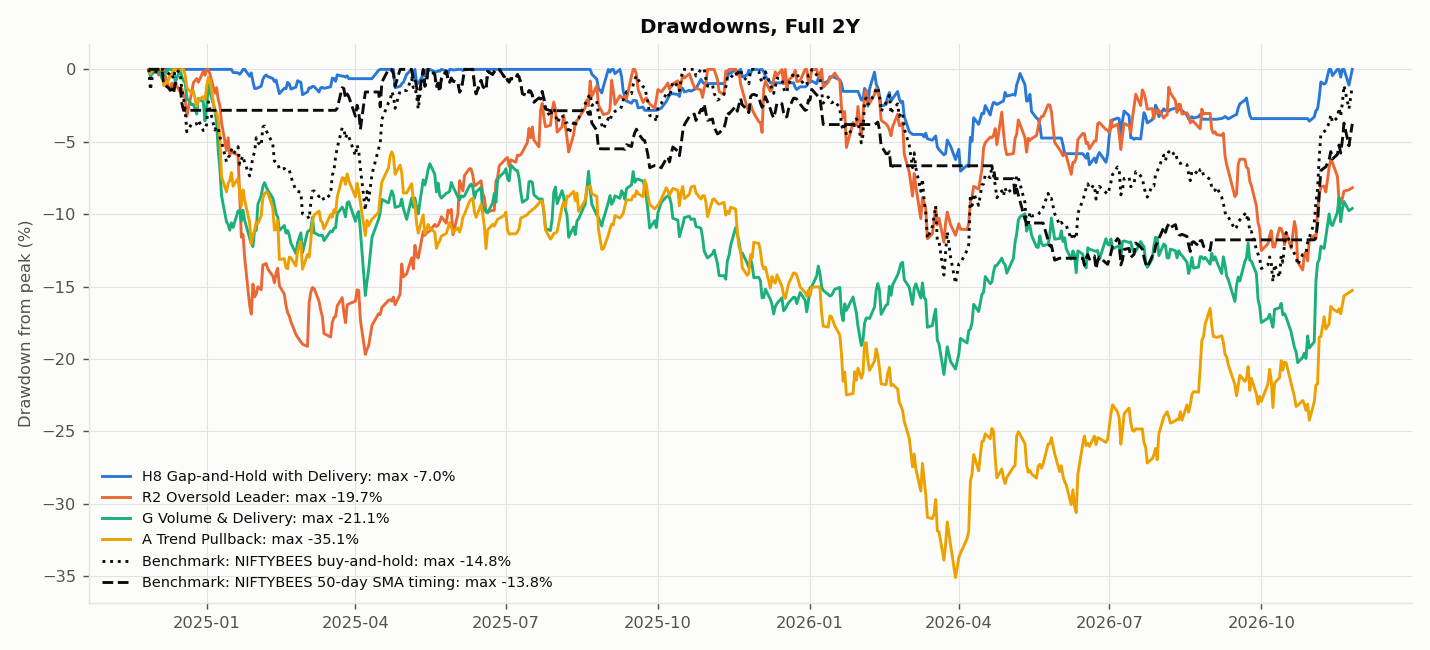 Drawdowns, Full 2Y
Drawdown from peak (%)
0
−5
−10
−15
−20
−25
−30
−35
H8 Gap-and-Hold with Delivery: max -7.0%
R2 Oversold Leader: max -19.7%
G Volume & Delivery: max -21.1%
A Trend Pullback: max -35.1%
Benchmark: NIFTYBEES buy-and-hold: max -14.8%
Benchmark: NIFTYBEES 50-day SMA timing: max -13.8%
2025-01 2025-04 2025-07 2025-10 2026-01 2026-04 2026-07 2026-10